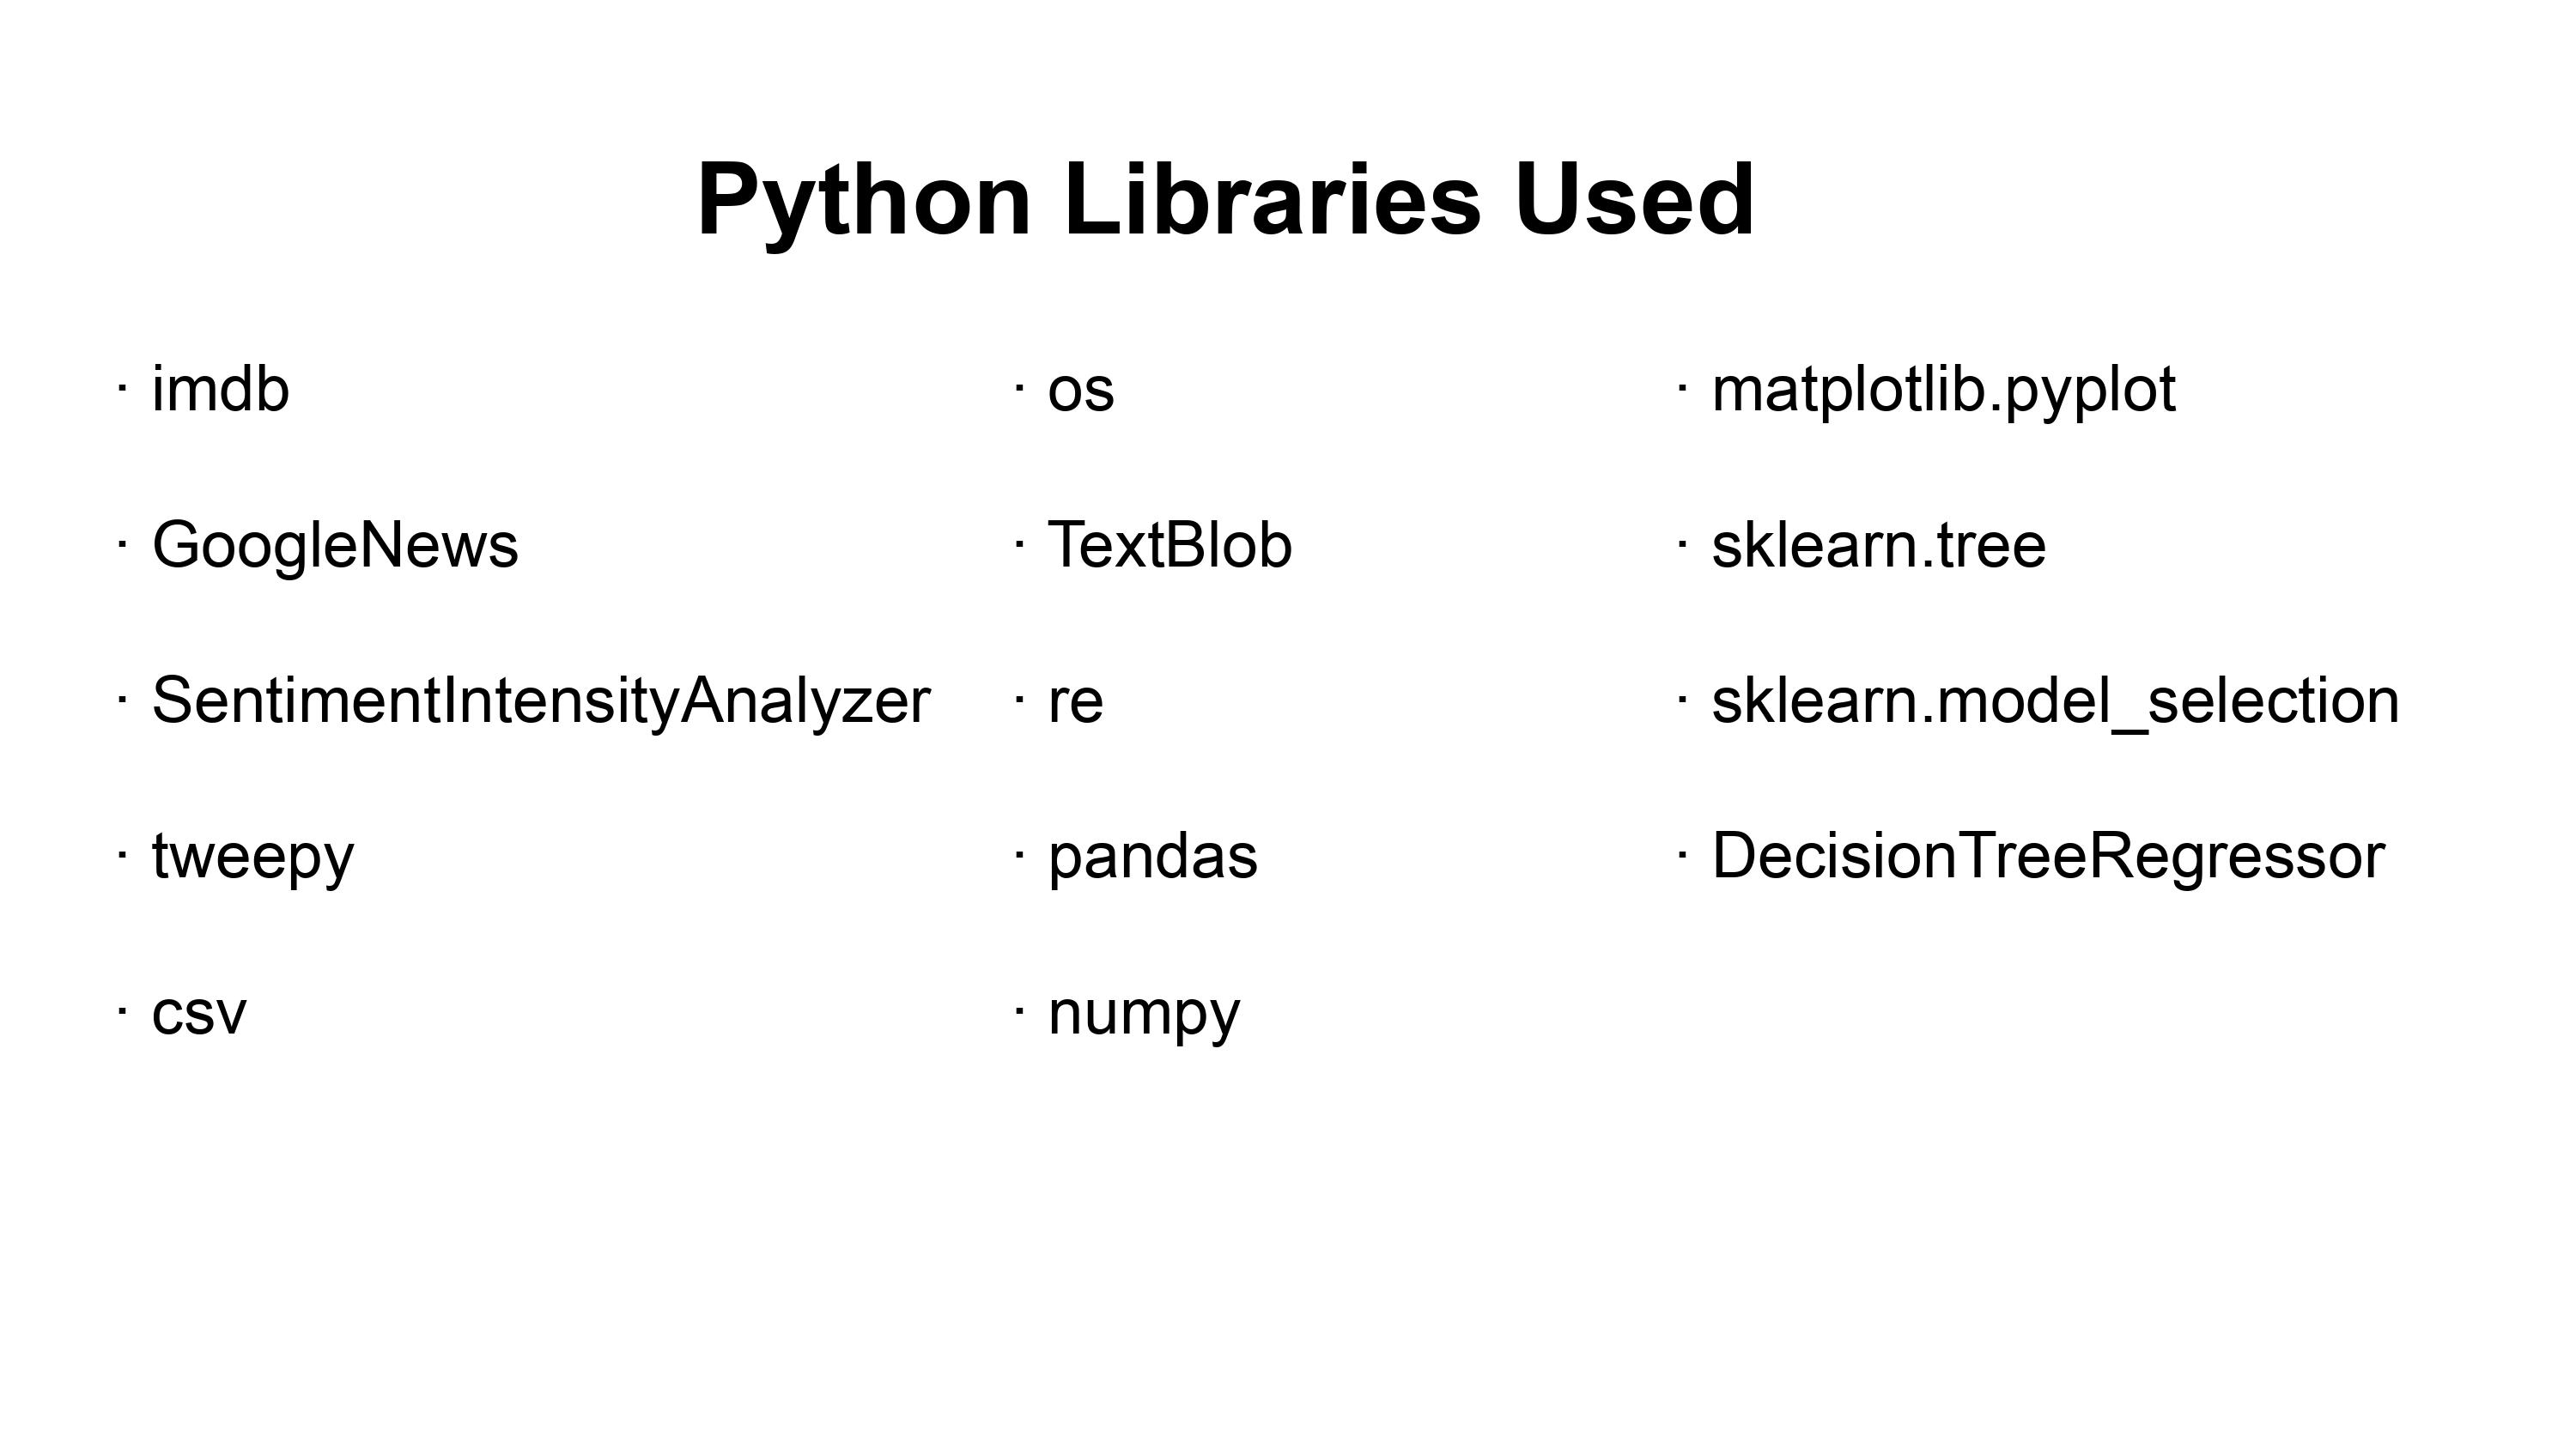 Python Libraries Used
· imdb
· GoogleNews
· SentimentIntensityAnalyzer
· tweepy
· csv
· os
· TextBlob
· re
· pandas
· numpy
· matplotlib.pyplot
· sklearn.tree
· sklearn.model_selection
· DecisionTreeRegressor